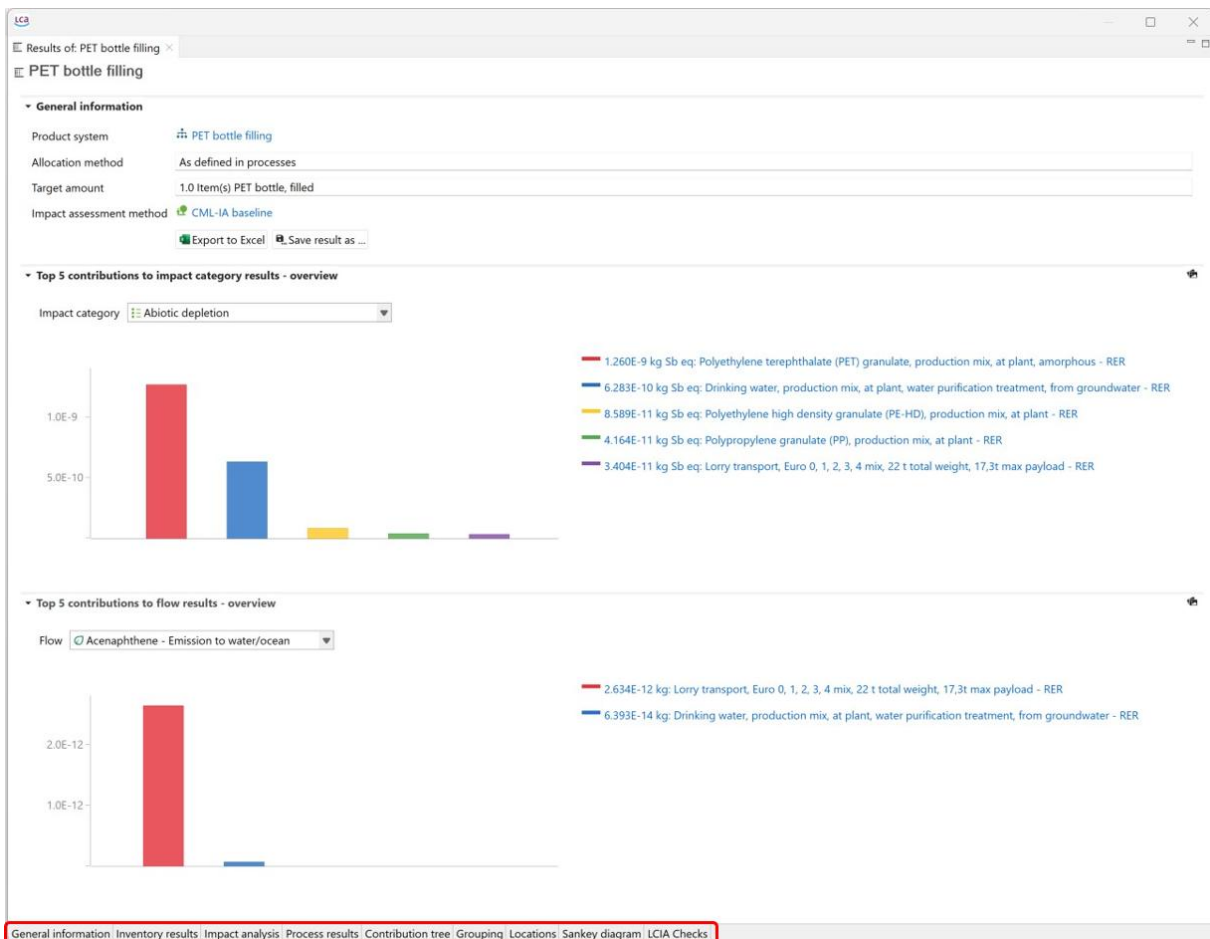 LCA
Results of: PET bottle filling
PET bottle filling
General information
Product system PET bottle filling
Allocation method As defined in processes
Target amount 1.0 Item(s) PET bottle, filled
Impact assessment method CML-IA baseline
Export to Excel Save result as ...
Top 5 contributions to impact category results - overview
Impact category Abiotic depletion
1.260E-9 kg Sb eq: Polyethylene terephthalate (PET) granulate, production mix, at plant, amorphous - RER
6.283E-10 kg Sb eq: Drinking water, production mix, at plant, water purification treatment, from groundwater - RER
1.0E-9 8.589E-11 kg Sb eq: Polyethylene high density granulate (PE-HD), production mix, at plant - RER
4.164E-11 kg Sb eq: Polypropylene granulate (PP), production mix, at plant - RER
5.0E-10 3.404E-11 kg Sb eq: Lorry transport, Euro 0, 1, 2, 3, 4 mix, 22 t total weight, 17,3t max payload - RER
Top 5 contributions to flow results - overview
Flow Acenaphthene - Emission to water/ocean
2.634E-12 kg: Lorry transport, Euro 0, 1, 2, 3, 4 mix, 22 t total weight, 17,3t max payload - RER
6.393E-14 kg: Drinking water, production mix, at plant, water purification treatment, from groundwater - RER
2.0E-12
1.0E-12
General information Inventory results Impact analysis Process results Contribution tree Grouping Locations Sankey diagram LCIA Checks